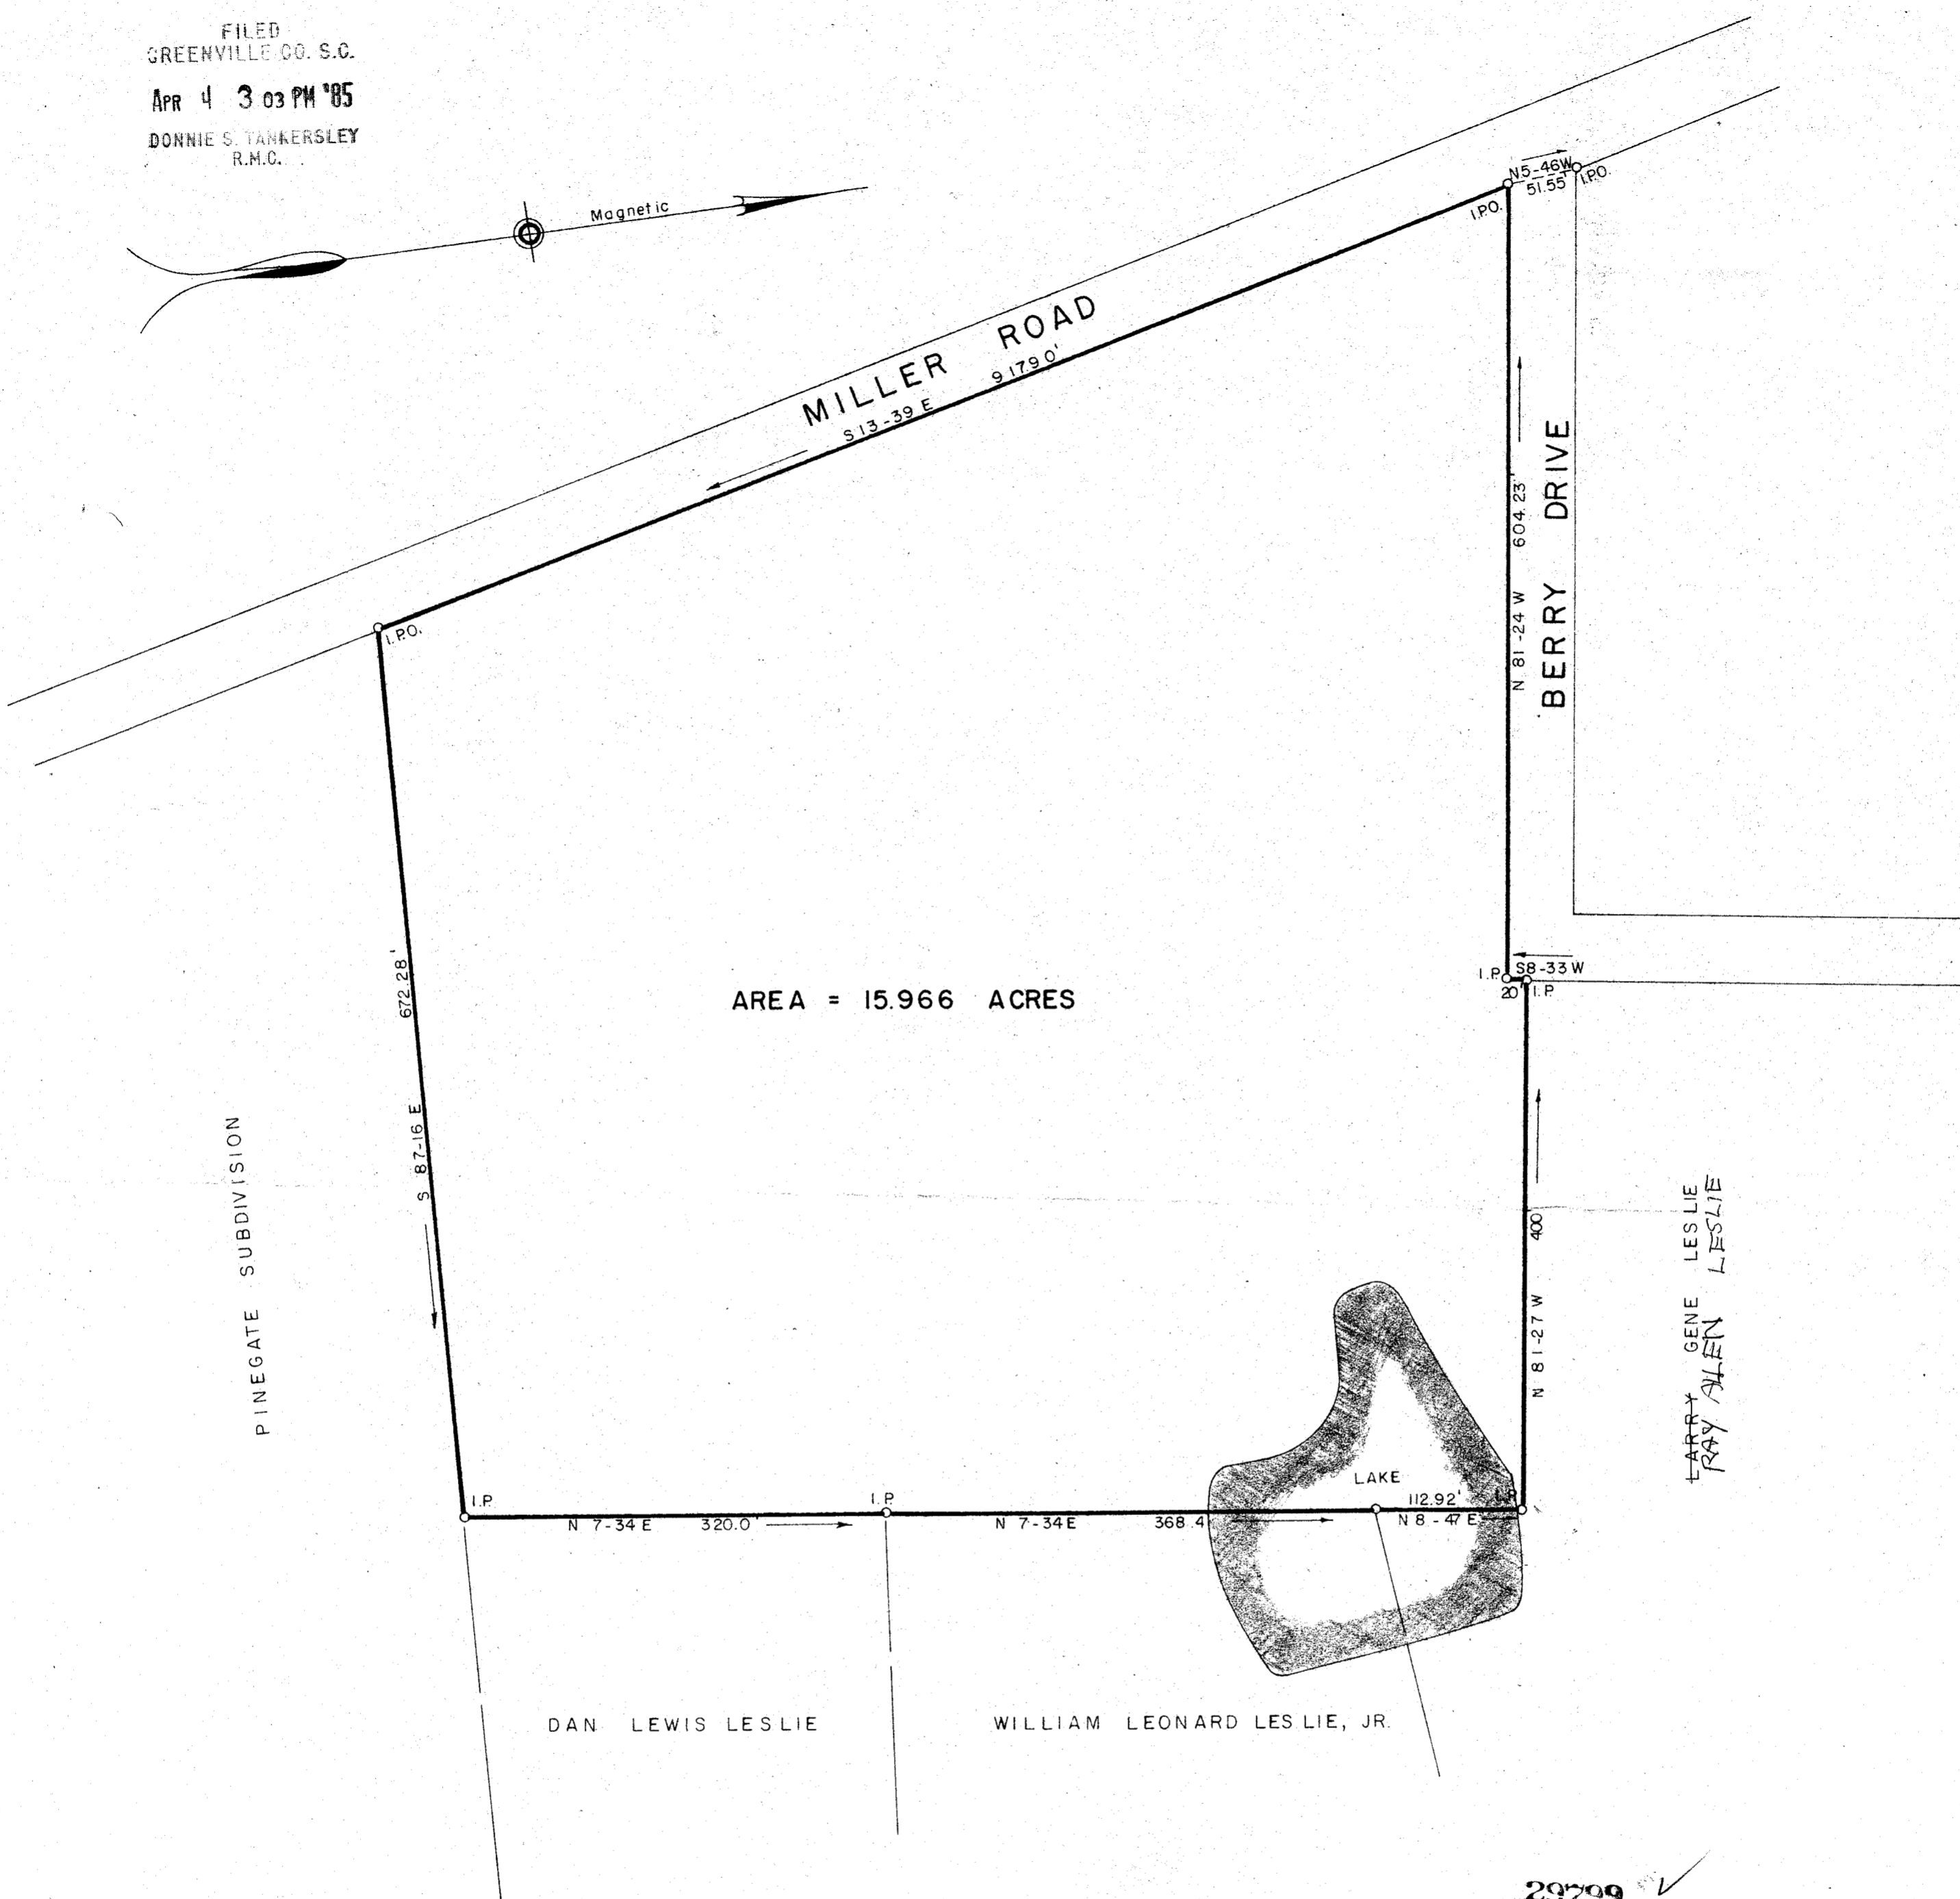 FILED
GREENVILLE CO. S.C.
APR 4 3 03 PM '85
DONNIE S. TANKERSLEY
R.M.C.
Magnetic
N5-46W
51.55'
I.P.O.
I.P.O.
MILLER ROAD
S 13-39 E 917.90'
I.P.O.
N 81-24 W 604.23'
BERRY DRIVE
S 87-16 E 672.28'
AREA = 15.966 ACRES
I.P. S8-33 W
20' I.P.
PINEGATE SUBDIVISION
N 81-27 W 400'
LARRY GENE LESLIE
RAY ALLEN LESLIE
LAKE
112.92'
I.P.
I.P.
I.P.
N 7-34 E 320.0'
N 7-34 E 368.4
N 8-47 E
DAN LEWIS LESLIE
WILLIAM LEONARD LESLIE, JR.
29799